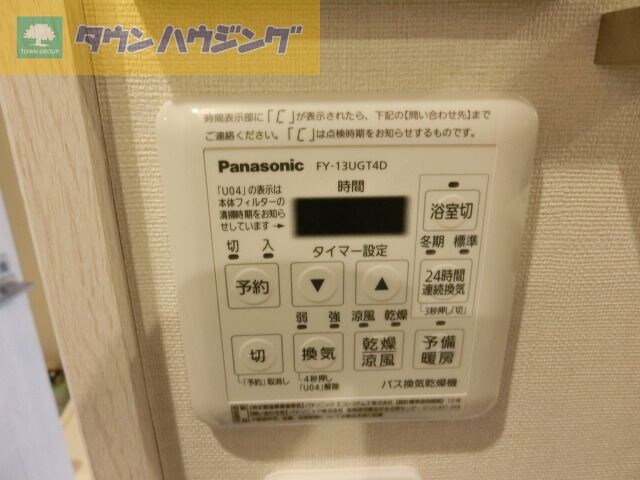 TOWN GROUP
タウンハウジング
時間表示部に「C」が表示されたら、下記の【問い合わせ先】まで
ご連絡ください。「C」は点検時期をお知らせするものです。
Panasonic FY-13UGT4D
「U04」の表示は
本体フィルターの
清掃時期をお知ら
せしています→
時間
浴室切
切 入
タイマー設定
冬期 標準
予約
▼
▲
24時間
連続換気
3秒押し「切」
弱 強 涼風 乾燥
切
換気
乾燥
涼風
予備
暖房
「予約」取消し
4秒押し
「U04」解除
バス換気乾燥機